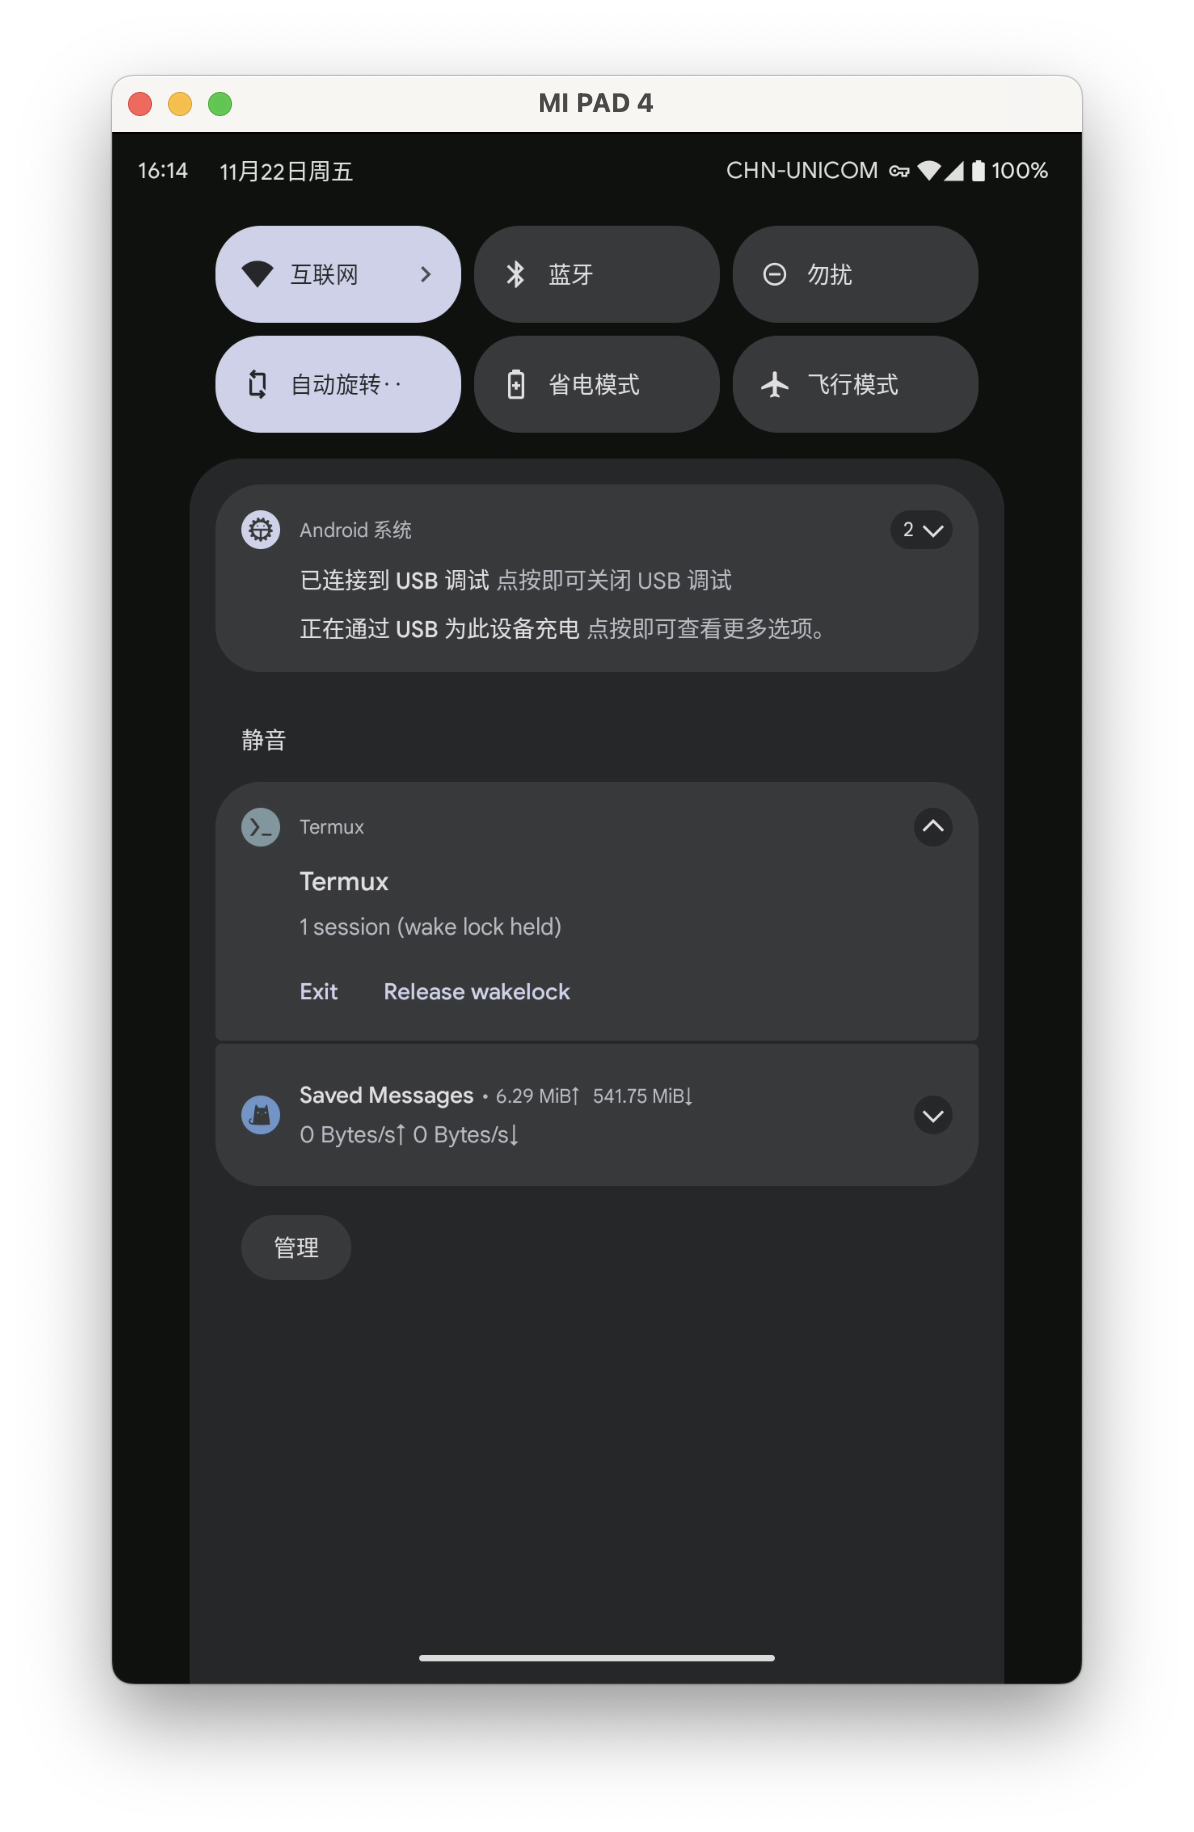 MI PAD 4
16:14 11月22日周五 CHN-UNICOM 100%
互联网 蓝牙 勿扰
自动旋转·· 省电模式 飞行模式
Android 系统 2
已连接到 USB 调试 点按即可关闭 USB 调试
正在通过 USB 为此设备充电 点按即可查看更多选项。
静音
Termux
Termux
1 session (wake lock held)
Exit Release wakelock
Saved Messages • 6.29 MiB↑ 541.75 MiB↓
0 Bytes/s↑ 0 Bytes/s↓
管理